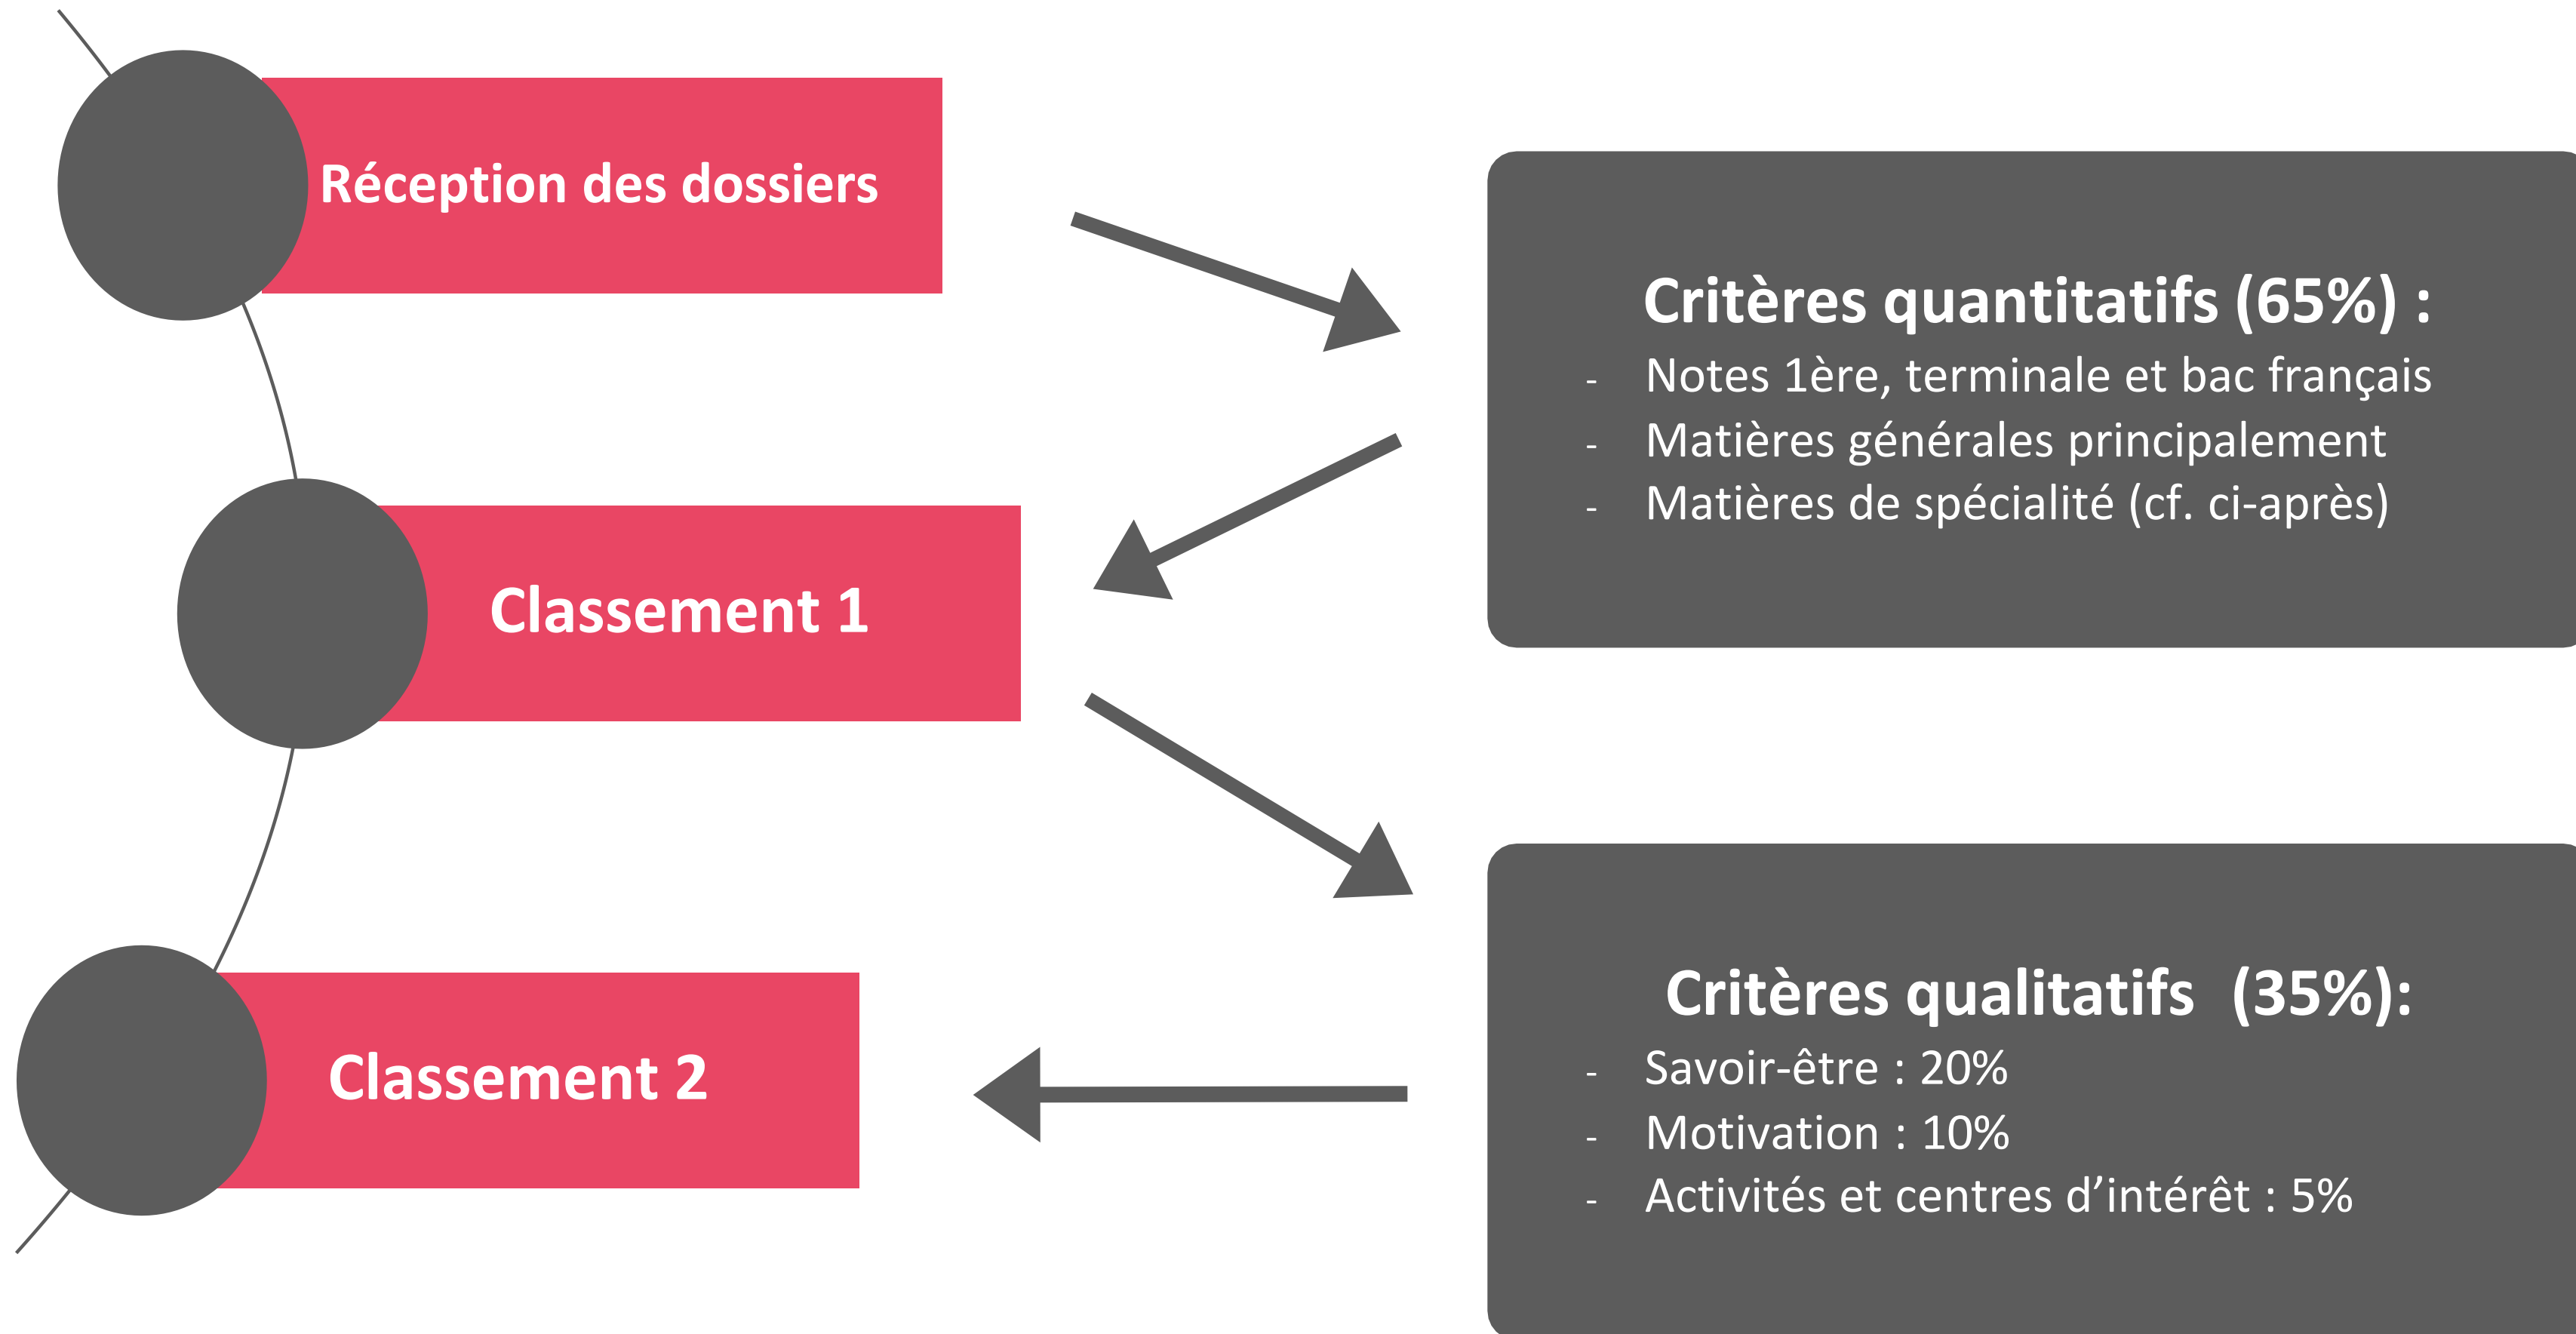 Réception des dossiers
Critères quantitatifs (65%) :
- Notes 1ère, terminale et bac français
- Matières générales principalement
- Matières de spécialité (cf. ci-après)
Classement 1
Critères qualitatifs (35%):
- Savoir-être : 20%
- Motivation : 10%
- Activités et centres d’intérêt : 5%
Classement 2